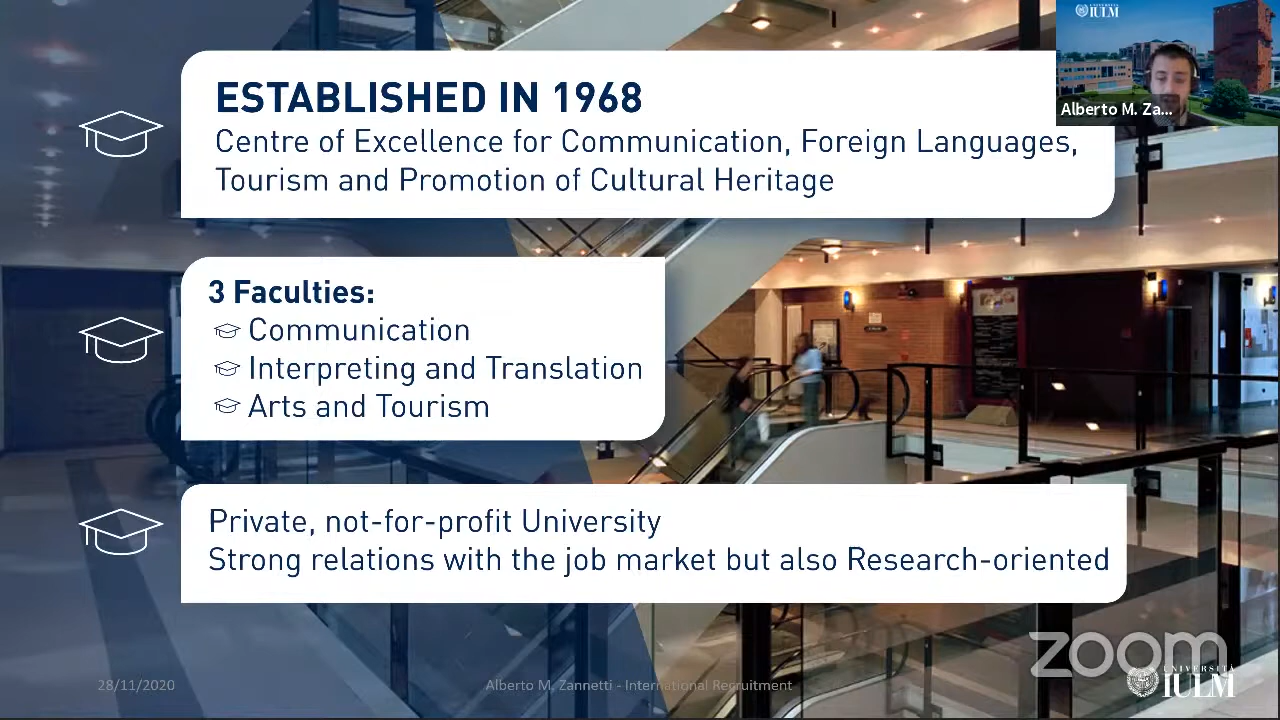 UNIVERSITÀ
IULM
Alberto M. Za...
ESTABLISHED IN 1968
Centre of Excellence for Communication, Foreign Languages,
Tourism and Promotion of Cultural Heritage
3 Faculties:
Communication
Interpreting and Translation
Arts and Tourism
Private, not-for-profit University
Strong relations with the job market but also Research-oriented
zoom
28/11/2020
Alberto M. Zannetti - International Recruitment
UNIVERSITÀ
IULM